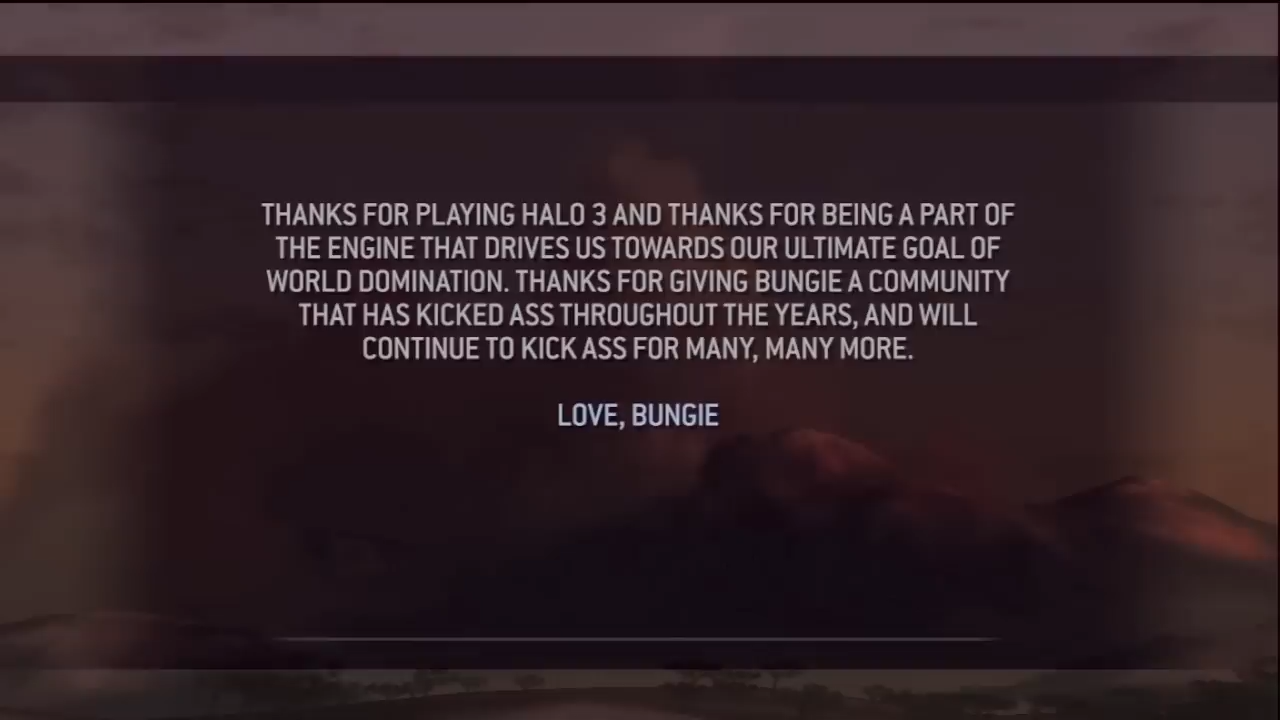 THANKS FOR PLAYING HALO 3 AND THANKS FOR BEING A PART OF
THE ENGINE THAT DRIVES US TOWARDS OUR ULTIMATE GOAL OF
WORLD DOMINATION. THANKS FOR GIVING BUNGIE A COMMUNITY
THAT HAS KICKED ASS THROUGHOUT THE YEARS, AND WILL
CONTINUE TO KICK ASS FOR MANY, MANY MORE.
LOVE, BUNGIE